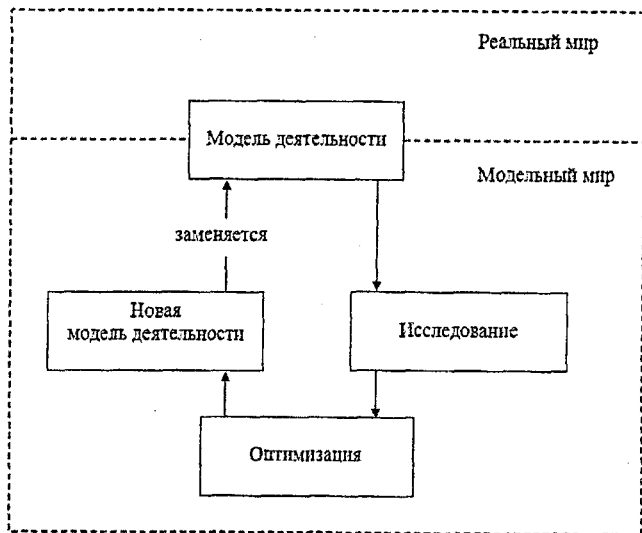 Реальный мир
Модель деятельности
Модельный мир
заменяется
Новая
модель деятельности
Исследование
Оптимизация